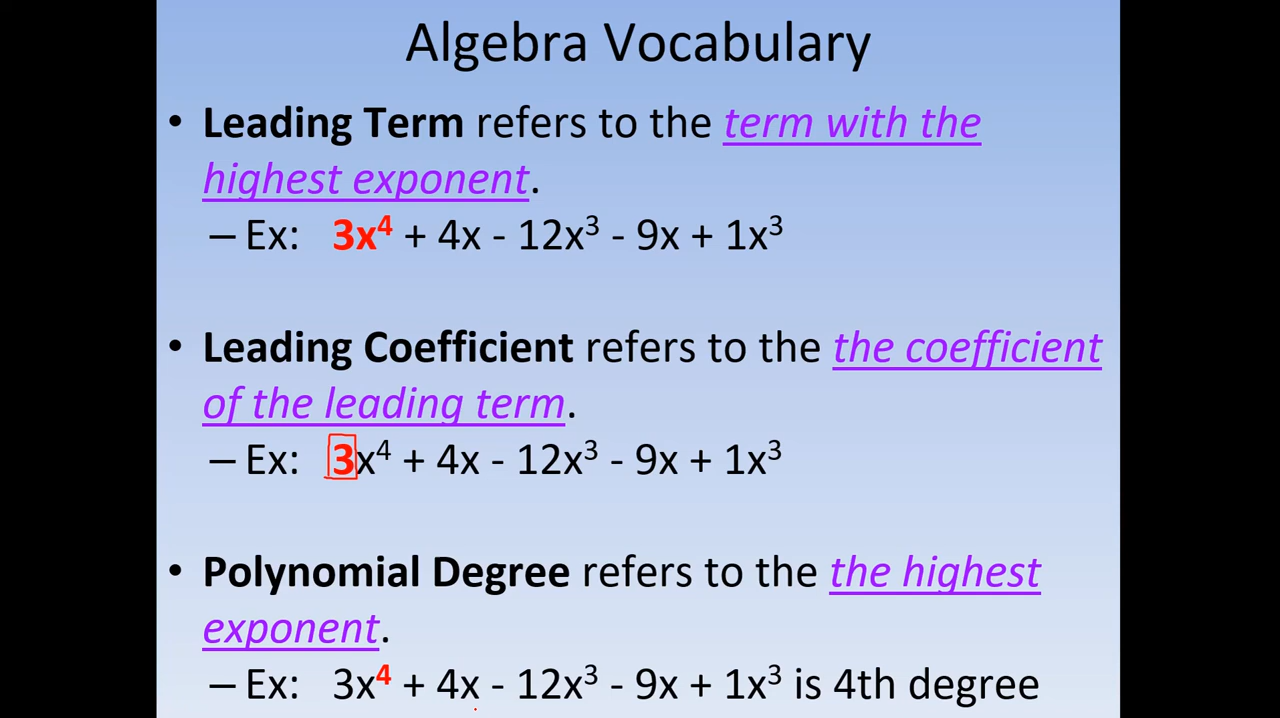 Algebra Vocabulary
• Leading Term refers to the term with the
highest exponent.
– Ex: 3x⁴ + 4x - 12x³ - 9x + 1x³
• Leading Coefficient refers to the the coefficient
of the leading term.
– Ex: 3x⁴ + 4x - 12x³ - 9x + 1x³
• Polynomial Degree refers to the the highest
exponent.
– Ex: 3x⁴ + 4x - 12x³ - 9x + 1x³ is 4th degree